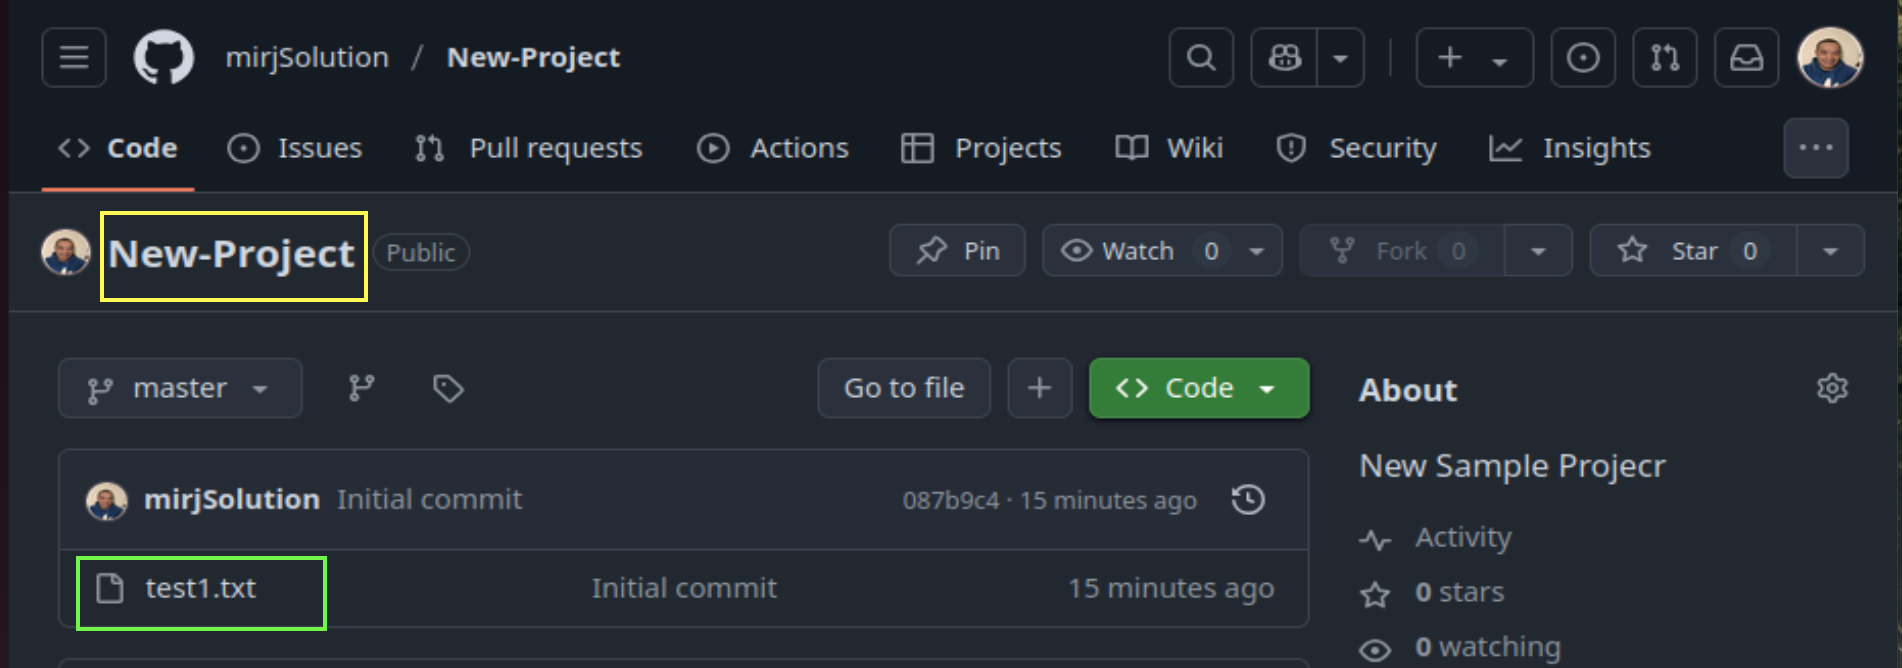 mirjSolution / New-Project
Code Issues Pull requests Actions Projects Wiki Security Insights
New-Project Public Pin Watch 0 Fork 0 Star 0
master Go to file Code
About
New Sample Projecr
mirjSolution Initial commit 087b9c4 · 15 minutes ago
Activity
test1.txt Initial commit 15 minutes ago
0 stars
0 watching